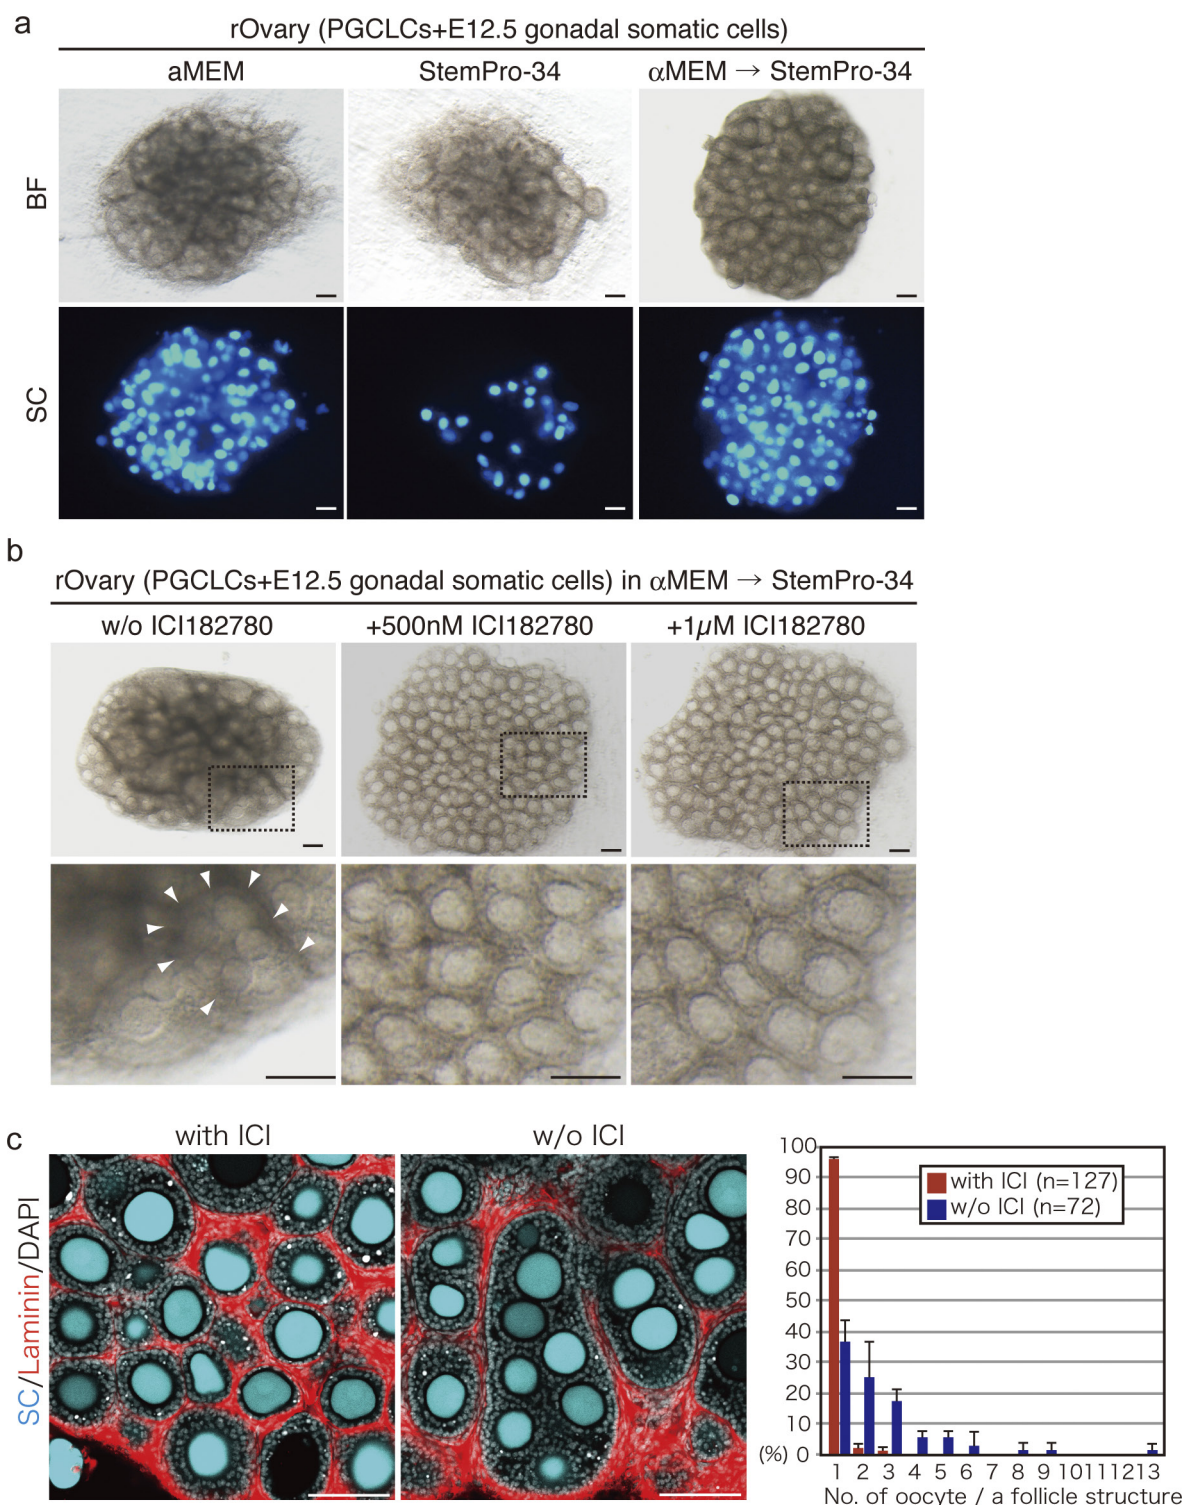 a
rOvary (PGCLCs+E12.5 gonadal somatic cells)
aMEM
StemPro-34
αMEM → StemPro-34
BF
SC
b
rOvary (PGCLCs+E12.5 gonadal somatic cells) in αMEM → StemPro-34
w/o ICI182780
+500nM ICI182780
+1μM ICI182780
c
with ICI
w/o ICI
SC/Laminin/DAPI
100
90
80
70
60
50
40
30
20
10
(%) 0
with ICI (n=127)
w/o ICI (n=72)
1 2 3 4 5 6 7 8 9 10 11 12 13
No. of oocyte / a follicle structure